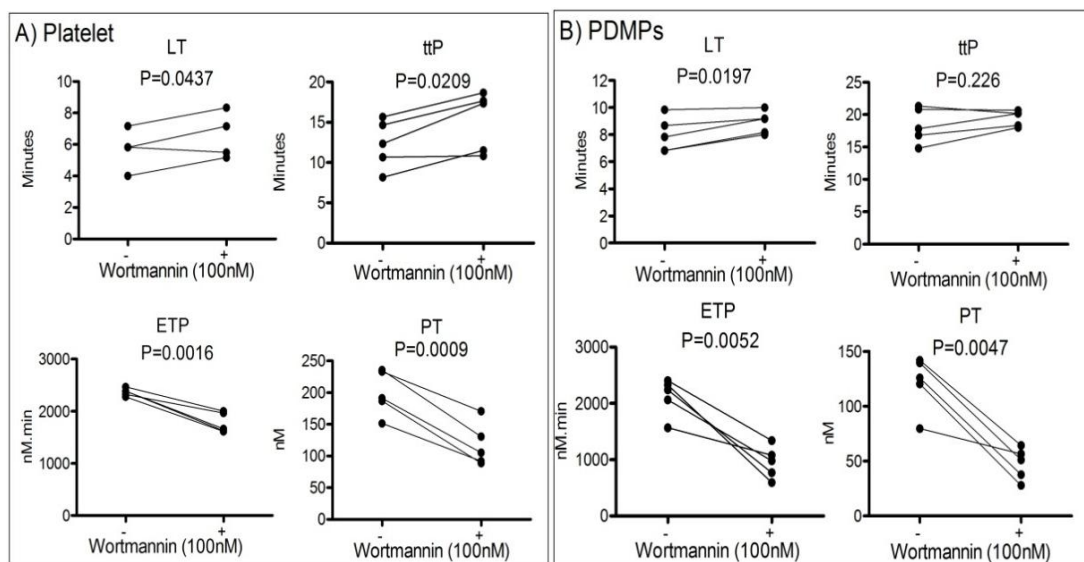 A) Platelet
LT
P=0.0437
10
8
6
4
2
0
Minutes
- +
Wortmannin (100nM)
ttP
P=0.0209
20
15
10
5
0
Minutes
- +
Wortmannin (100nM)
ETP
P=0.0016
3000
2000
1000
0
nM.min
- +
Wortmannin (100nM)
PT
P=0.0009
250
200
150
100
50
0
nM
- +
Wortmannin (100nM)
B) PDMPs
LT
P=0.0197
12
10
8
6
4
2
0
Minutes
- +
Wortmannin (100nM)
ttP
P=0.226
25
20
15
10
5
0
Minutes
- +
Wortmannin (100nM)
ETP
P=0.0052
3000
2000
1000
0
nM.min
- +
Wortmannin (100nM)
PT
P=0.0047
150
100
50
0
nM
- +
Wortmannin (100nM)